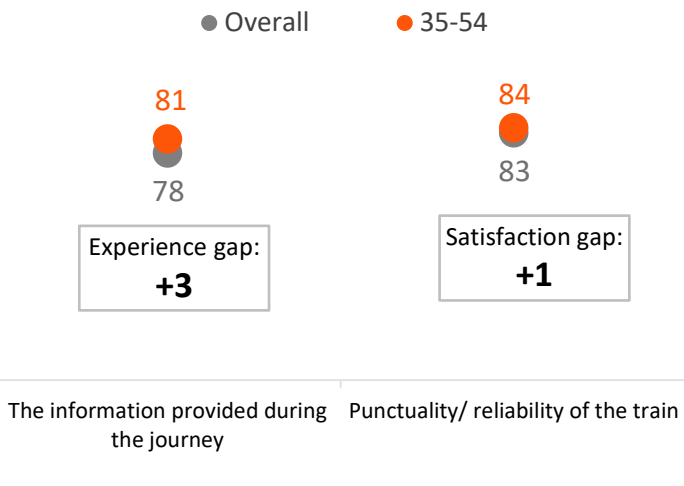 Overall 35-54
81 84
78 83
Experience gap: Satisfaction gap:
+3 +1
The information provided during Punctuality/ reliability of the train
the journey